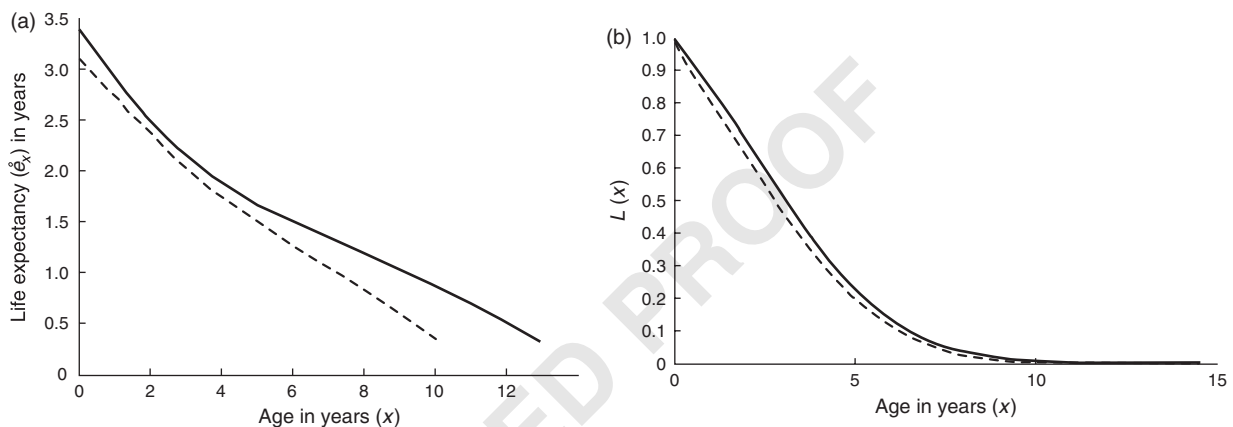 (a)
3.5
3.0
2.5
2.0
1.5
1.0
0.5
0
Life expectancy (e̊x) in years
0 2 4 6 8 10 12
Age in years (x)
(b)
1.0
0.9
0.8
0.7
0.6
0.5
0.4
0.3
0.2
0.1
0
L (x)
0 5 10 15
Age in years (x)
ED PROOF